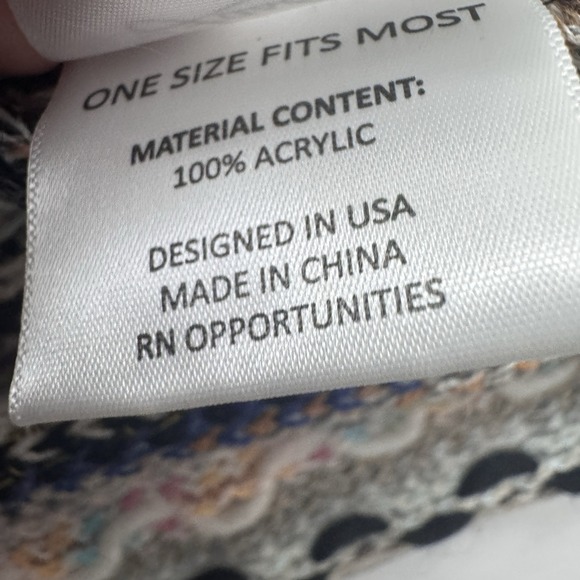 ONE SIZE FITS MOST
MATERIAL CONTENT:
100% ACRYLIC
DESIGNED IN USA
MADE IN CHINA
RN OPPORTUNITIES